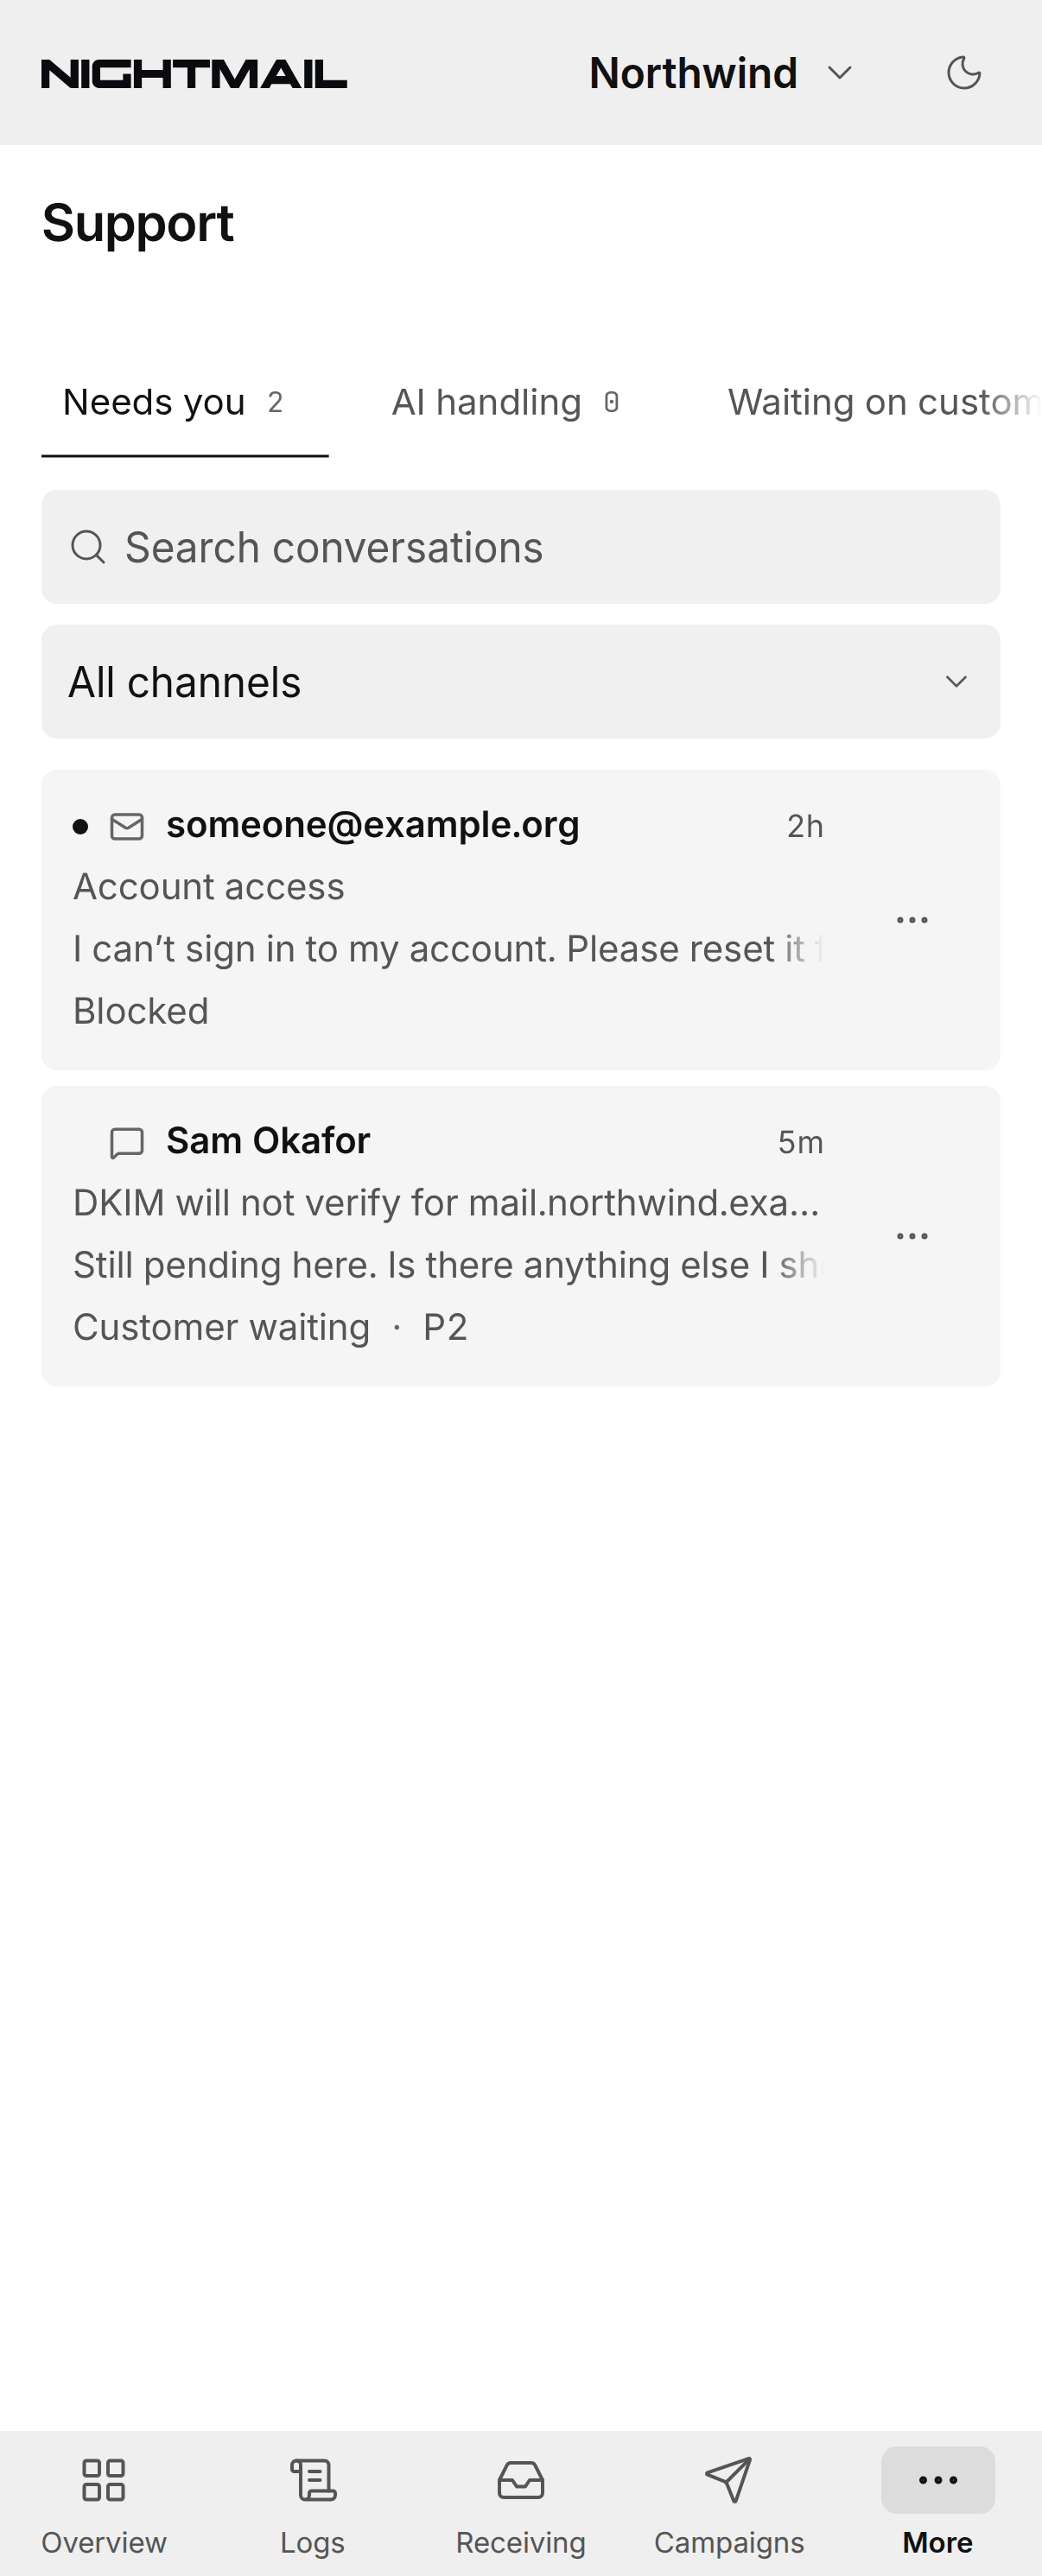 NIGHTMAIL
Northwind
Support
Needs you 2
AI handling 0
Waiting on custom
Search conversations
All channels
someone@example.org 2h
Account access
I can’t sign in to my account. Please reset it
Blocked
Sam Okafor 5m
DKIM will not verify for mail.northwind.exa...
Still pending here. Is there anything else I sh
Customer waiting · P2
Overview
Logs
Receiving
Campaigns
More